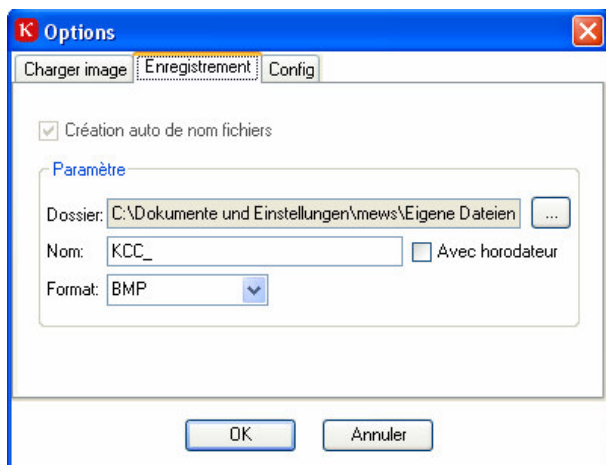 K Options
Charger image Enregistrement Config
Création auto de nom fichiers
Paramètre
Dossier: C:\Dokumente und Einstellungen\mews\Eigene Dateien ...
Nom: KCC_ Avec horodateur
Format: BMP
OK Annuler